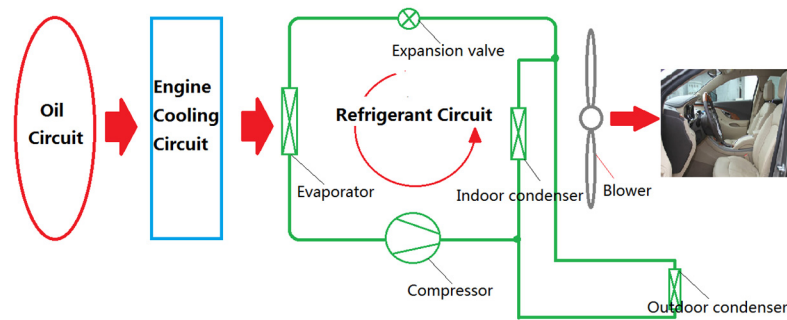 Oil
Circuit
Engine
Cooling
Circuit
Expansion valve
Refrigerant Circuit
Evaporator
Indoor condenser
Blower
Compressor
Outdoor condenser